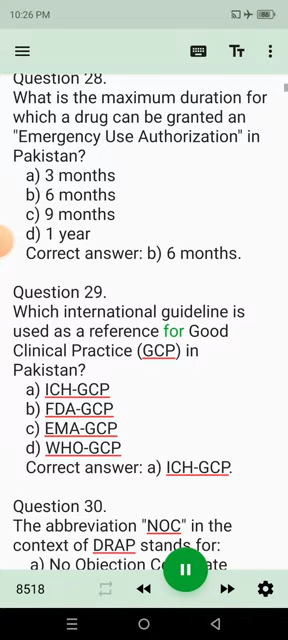 10:26 PM
Question 28.
What is the maximum duration for
which a drug can be granted an
"Emergency Use Authorization" in
Pakistan?
a) 3 months
b) 6 months
c) 9 months
d) 1 year
Correct answer: b) 6 months.
Question 29.
Which international guideline is
used as a reference for Good
Clinical Practice (GCP) in
Pakistan?
a) ICH-GCP
b) FDA-GCP
c) EMA-GCP
d) WHO-GCP
Correct answer: a) ICH-GCP.
Question 30.
The abbreviation "NOC" in the
context of DRAP stands for:
a) No Objection
8518